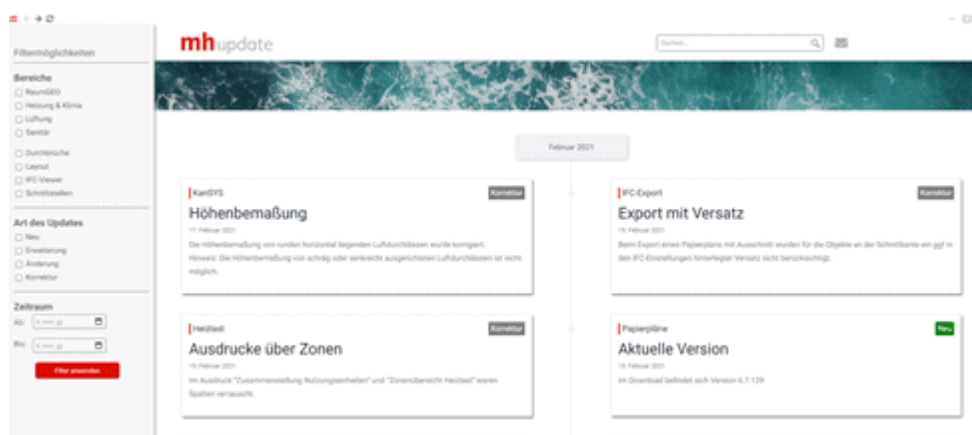 mhupdate
Suchen...
Filtermöglichkeiten
Bereiche
RaumGEO
Heizung & Klima
Lüftung
Sanitär
Durchbrüche
Layout
IFC-Viewer
Schnittstellen
Art des Updates
Neu
Erweiterung
Änderung
Korrektur
Zeitraum
Ab:
Bis:
Filter anwenden
Februar 2021
KanSYS
Korrektur
Höhenbemaßung
17. Februar 2021
Die Höhenbemaßung von runden horizontal liegenden Luftdurchlässen wurde korrigiert.
Hinweis: Die Höhenbemaßung von schräg oder senkrecht ausgerichteten Luftdurchlässen ist nicht
möglich.
IFC-Export
Korrektur
Export mit Versatz
15. Februar 2021
Beim Export eines Papierplans mit Ausschnitt wurden für die Objekte an der Schnittkante ein ggf in
den IFC-Einstellungen hinterlegter Versatz nicht berücksichtigt.
Heizlast
Korrektur
Ausdrucke über Zonen
15. Februar 2021
Im Ausdruck "Zusammenstellung Nutzungseinheiten" und "Zonenübersicht Heizlast" waren
Spalten vertauscht.
Papierpläne
Neu
Aktuelle Version
15. Februar 2021
Im Download befindet sich Version 6.7.129